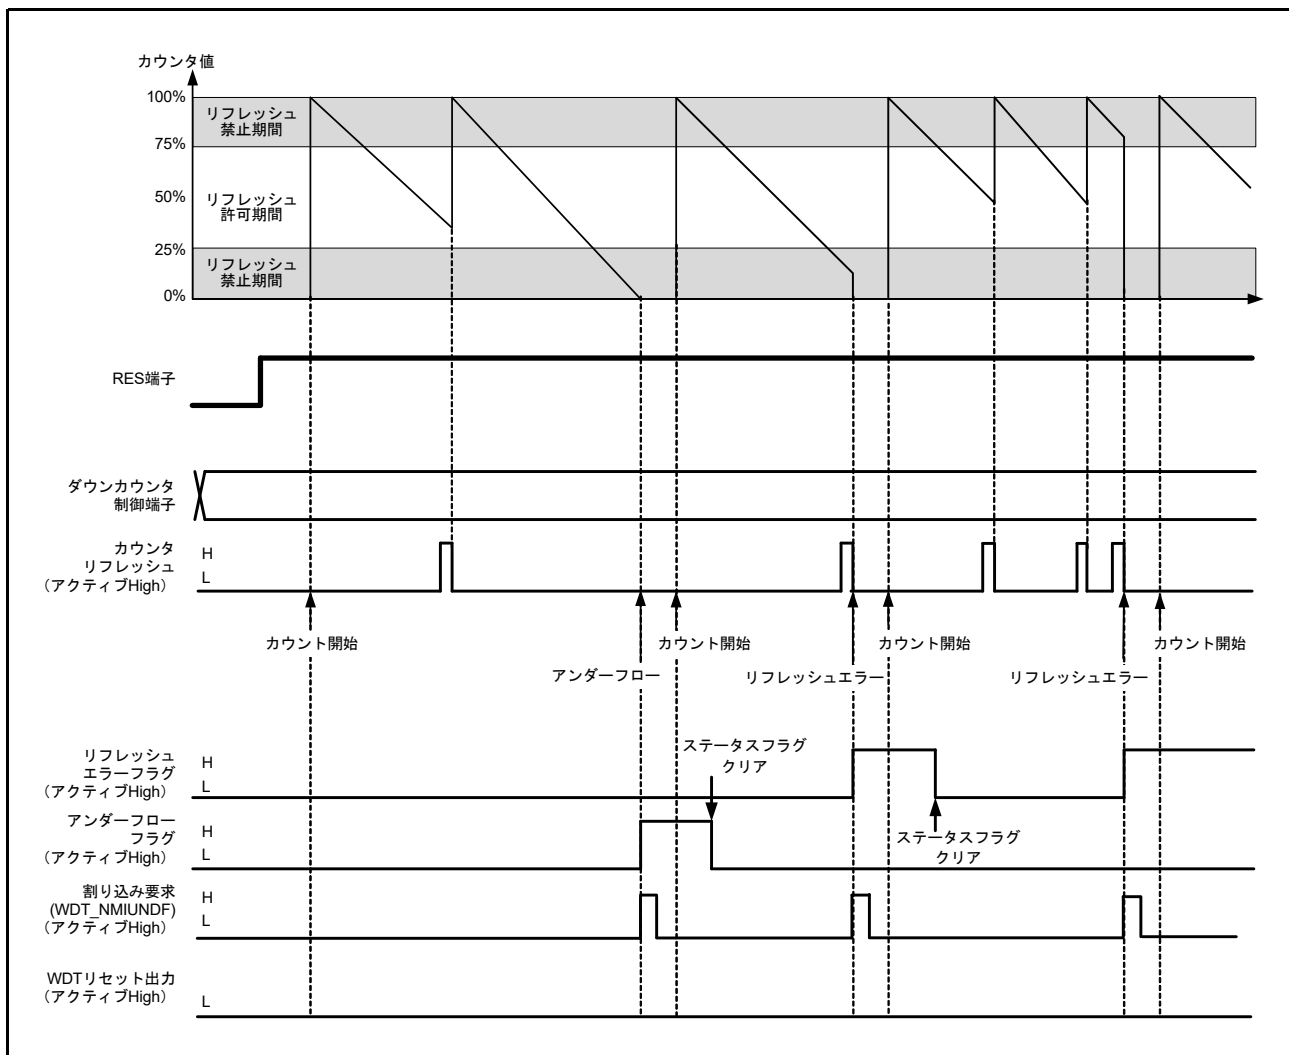 カウンタ値
100%
リフレッシュ
禁止期間
75%
50%
リフレッシュ
許可期間
25%
リフレッシュ
禁止期間
0%
RES端子
ダウンカウンタ
制御端子
カウンタ
リフレッシュ
（アクティブHigh）
H
L
カウント開始
カウント開始
カウント開始
カウント開始
アンダーフロー
リフレッシュエラー
リフレッシュエラー
ステータスフラグ
クリア
リフレッシュ
エラーフラグ
（アクティブHigh）
H
L
アンダーフロー
フラグ
（アクティブHigh）
H
L
ステータスフラグ
クリア
割り込み要求
(WDT_NMIUNDF)
（アクティブHigh）
H
L
WDTリセット出力
（アクティブHigh）
L